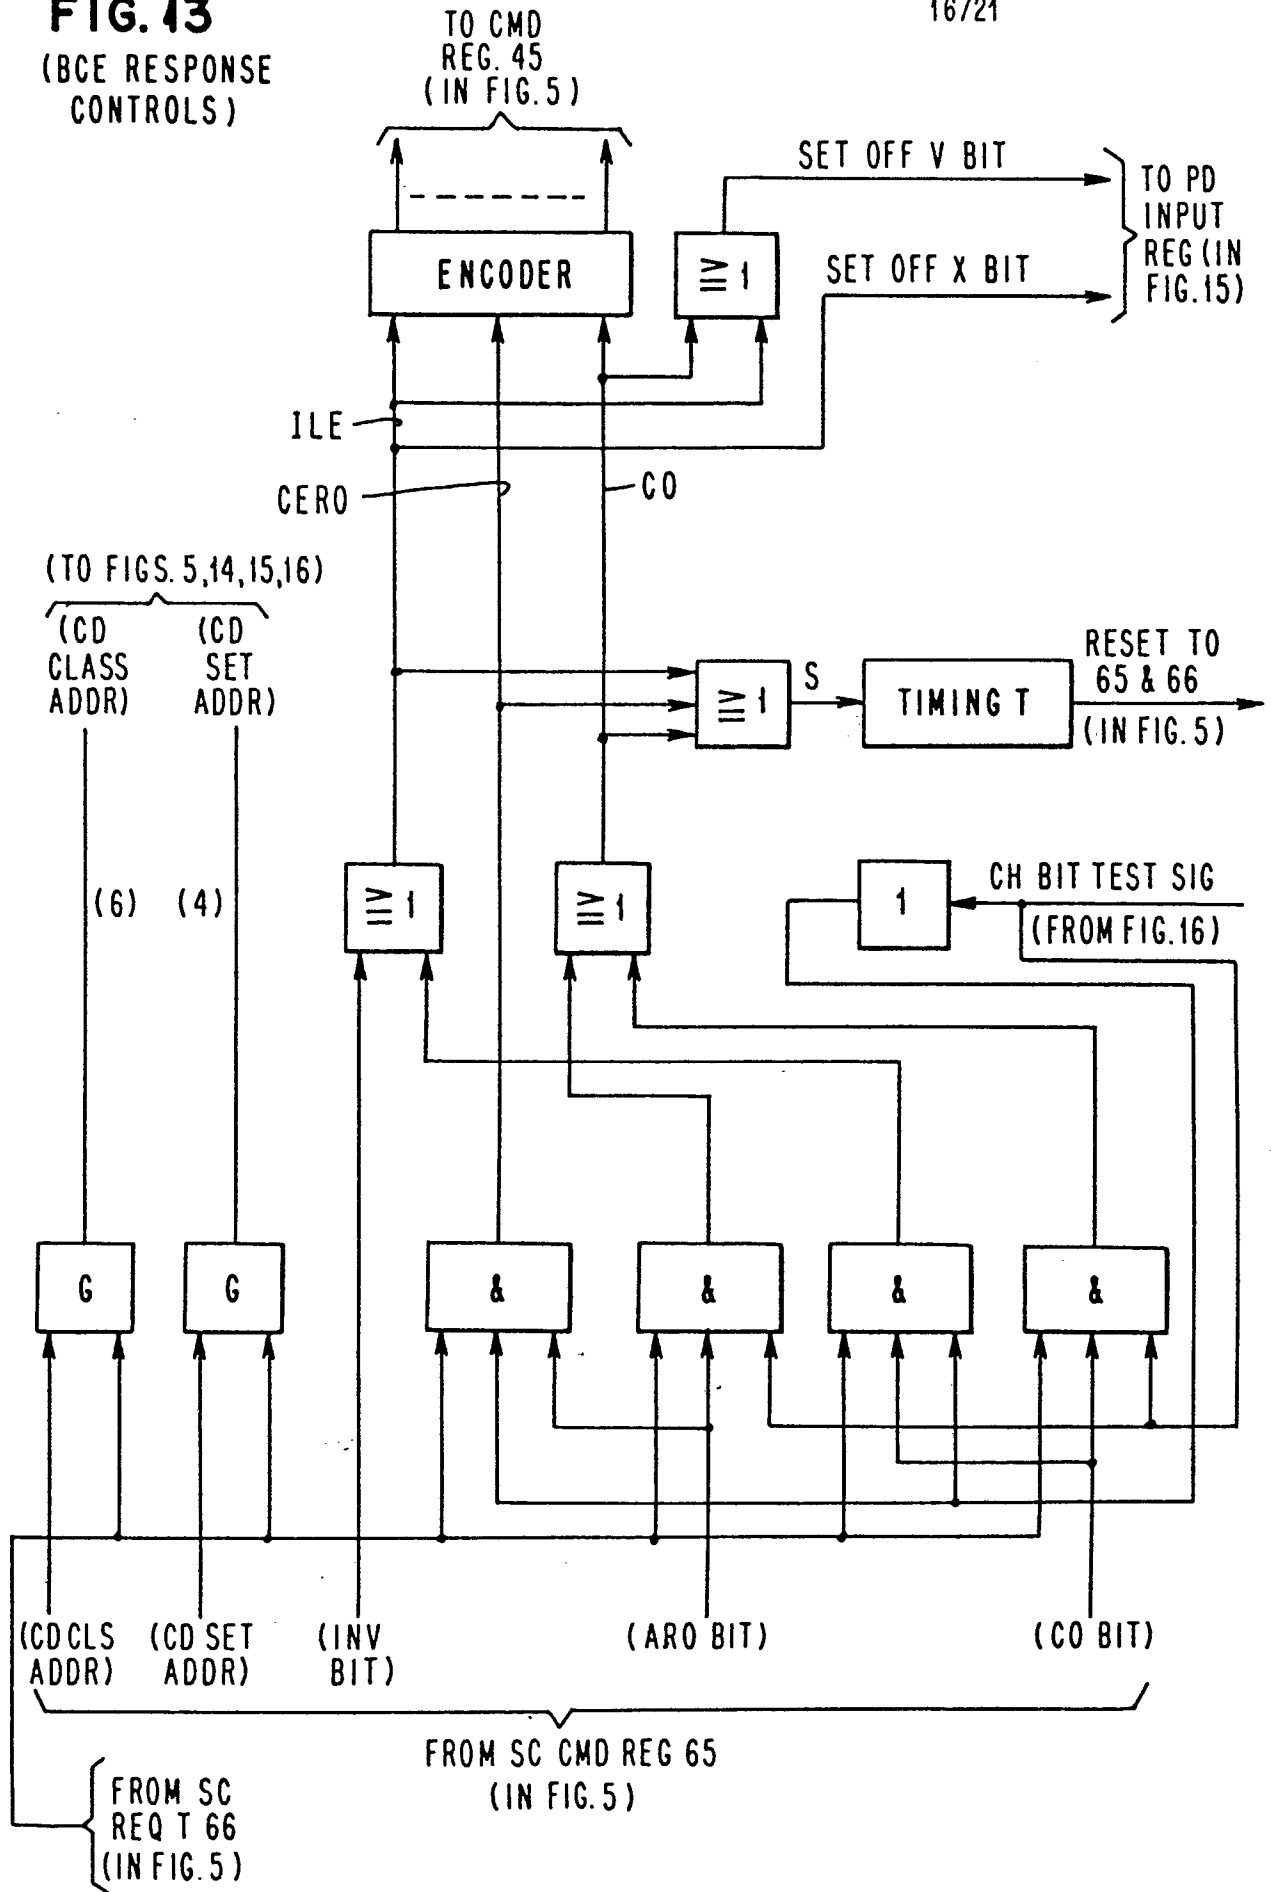 FIG. 13
16/21
(BCE RESPONSE
CONTROLS)
TO CMD
REG. 45
(IN FIG. 5)
SET OFF V BIT
TO PD
INPUT
REG (IN
FIG. 15)
ENCODER
≧ 1
SET OFF X BIT
ILE
CERO
CO
(TO FIGS. 5,14,15,16)
(CD
CLASS
ADDR)
(CD
SET
ADDR)
≧ 1
S
TIMING T
RESET TO
65 & 66
(IN FIG. 5)
(6)
(4)
≧ 1
≧ 1
1
CH BIT TEST SIG
(FROM FIG. 16)
G
G
&
&
&
&
(CD CLS
ADDR)
(CD SET
ADDR)
(INV
BIT)
(ARO BIT)
(CO BIT)
FROM SC CMD REG 65
(IN FIG. 5)
FROM SC
REQ T 66
(IN FIG. 5)